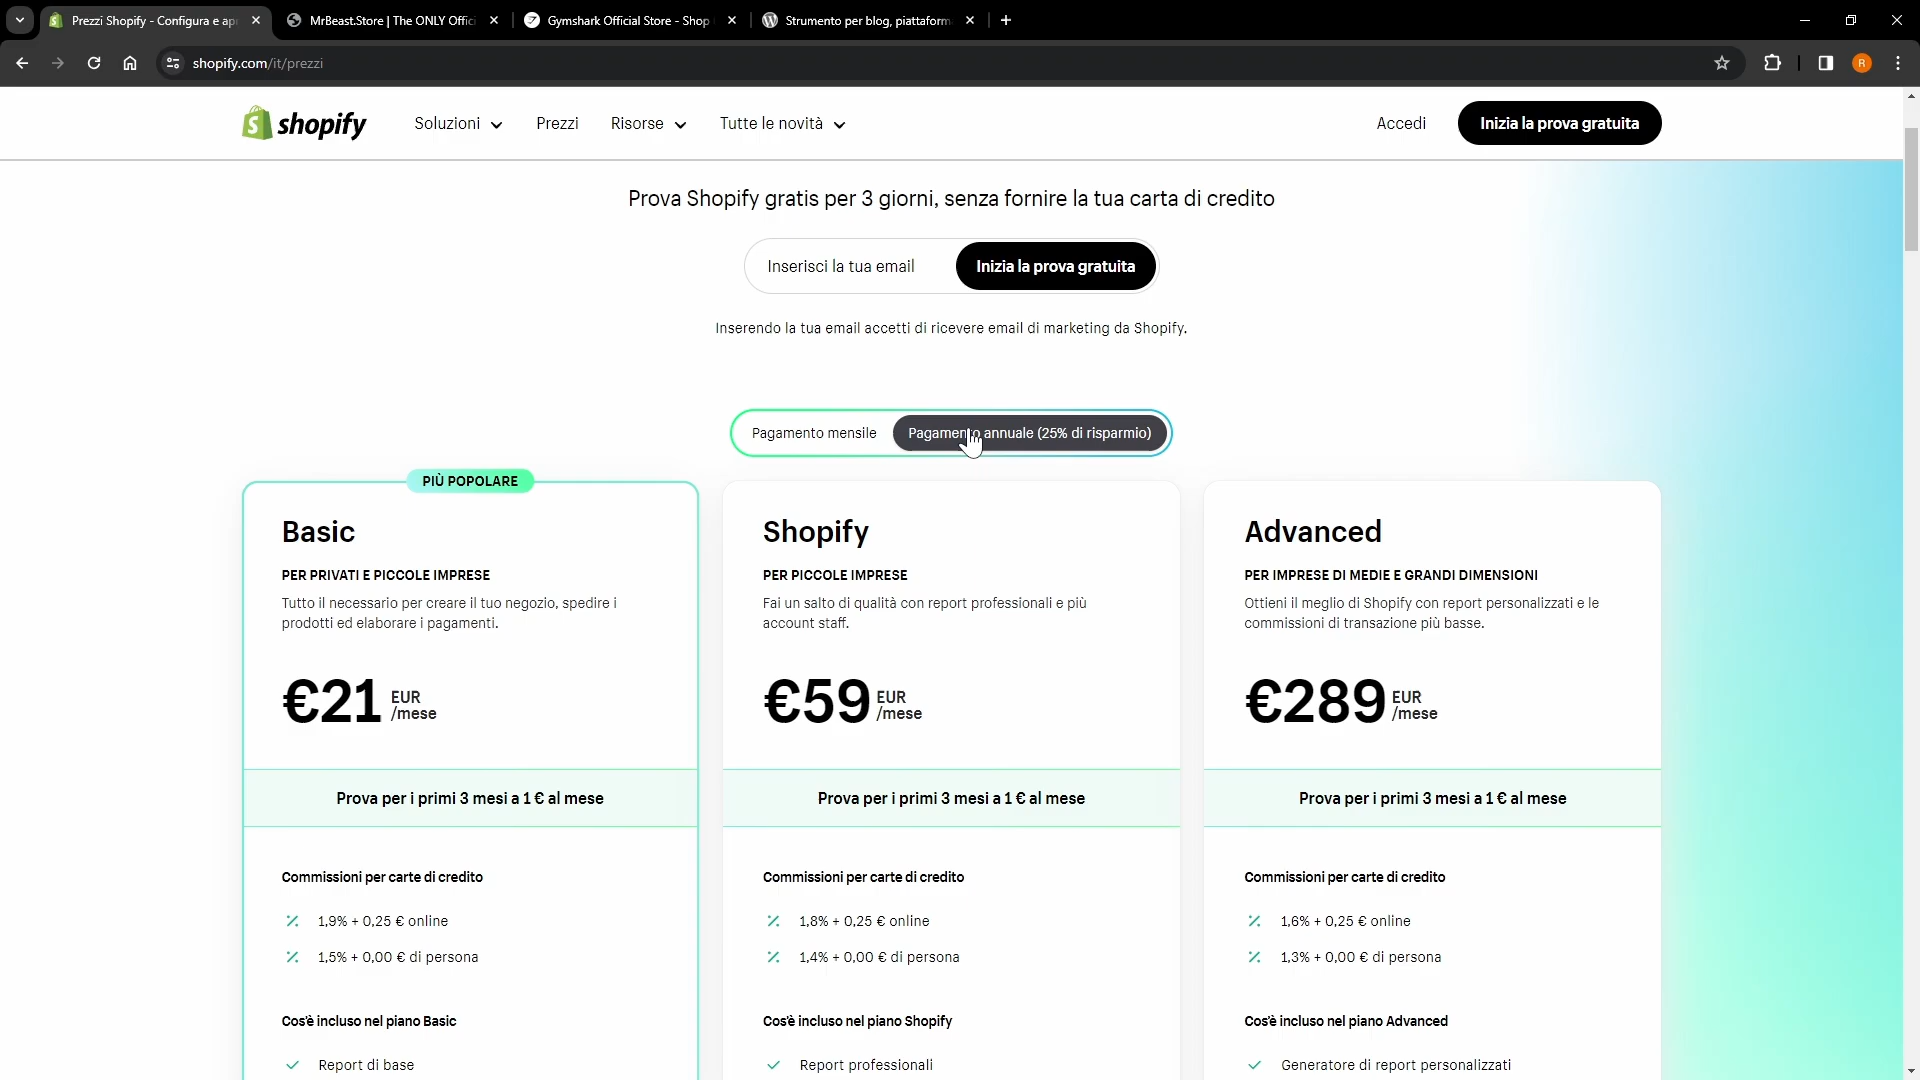 Prezzi Shopify - Configura e ap
MrBeast.Store | The ONLY Offic
Gymshark Official Store - Shop
Strumento per blog, piattaform
shopify.com/it/prezzi
R
shopify
Soluzioni
Prezzi
Risorse
Tutte le novità
Accedi
Inizia la prova gratuita
Prova Shopify gratis per 3 giorni, senza fornire la tua carta di credito
Inserisci la tua email
Inizia la prova gratuita
Inserendo la tua email accetti di ricevere email di marketing da Shopify.
Pagamento mensile
Pagamento annuale (25% di risparmio)
PIÙ POPOLARE
Basic
PER PRIVATI E PICCOLE IMPRESE
Tutto il necessario per creare il tuo negozio, spedire i
prodotti ed elaborare i pagamenti.
€21 EUR
/mese
Prova per i primi 3 mesi a 1 € al mese
Commissioni per carte di credito
1,9% + 0,25 € online
1,5% + 0,00 € di persona
Cos'è incluso nel piano Basic
Report di base
Shopify
PER PICCOLE IMPRESE
Fai un salto di qualità con report professionali e più
account staff.
€59 EUR
/mese
Prova per i primi 3 mesi a 1 € al mese
Commissioni per carte di credito
1,8% + 0,25 € online
1,4% + 0,00 € di persona
Cos'è incluso nel piano Shopify
Report professionali
Advanced
PER IMPRESE DI MEDIE E GRANDI DIMENSIONI
Ottieni il meglio di Shopify con report personalizzati e le
commissioni di transazione più basse.
€289 EUR
/mese
Prova per i primi 3 mesi a 1 € al mese
Commissioni per carte di credito
1,6% + 0,25 € online
1,3% + 0,00 € di persona
Cos'è incluso nel piano Advanced
Generatore di report personalizzati